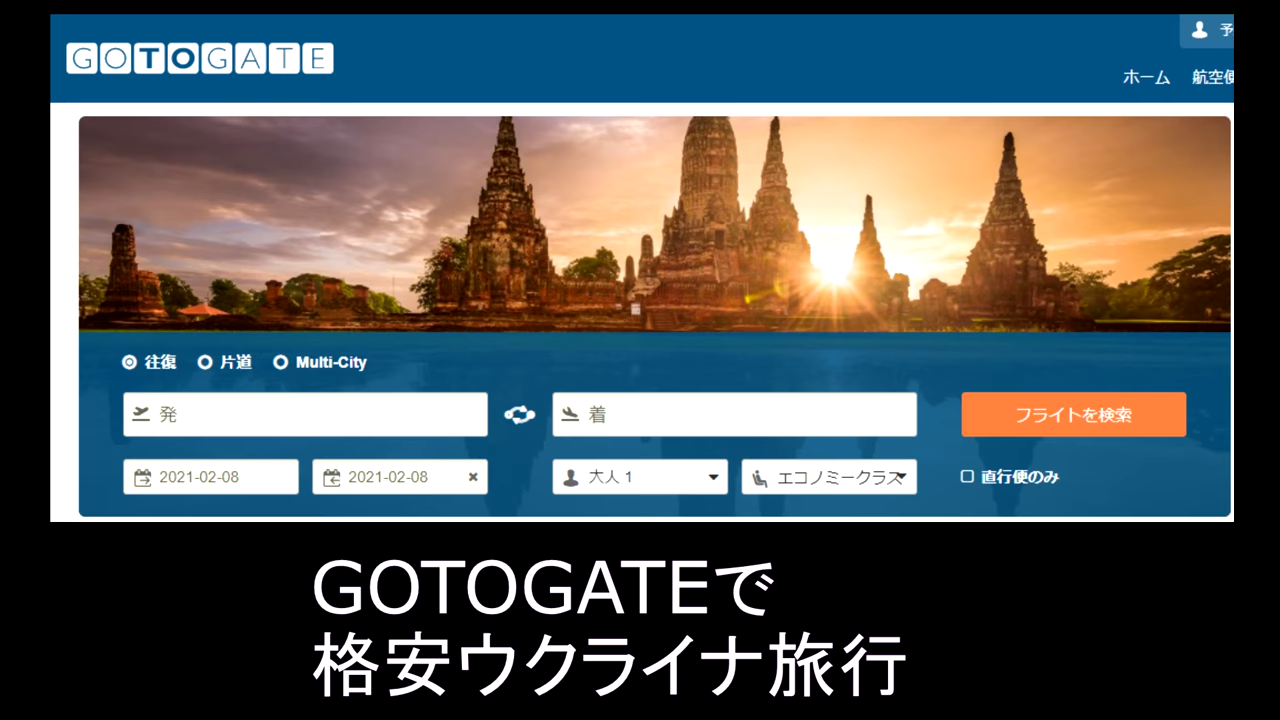 GOTOGATE
予
ホーム 航空便
往復 片道 Multi-City
発 着 フライトを検索
2021-02-08 2021-02-08 大人 1 エコノミークラス 直行便のみ
GOTOGATEで
格安ウクライナ旅行